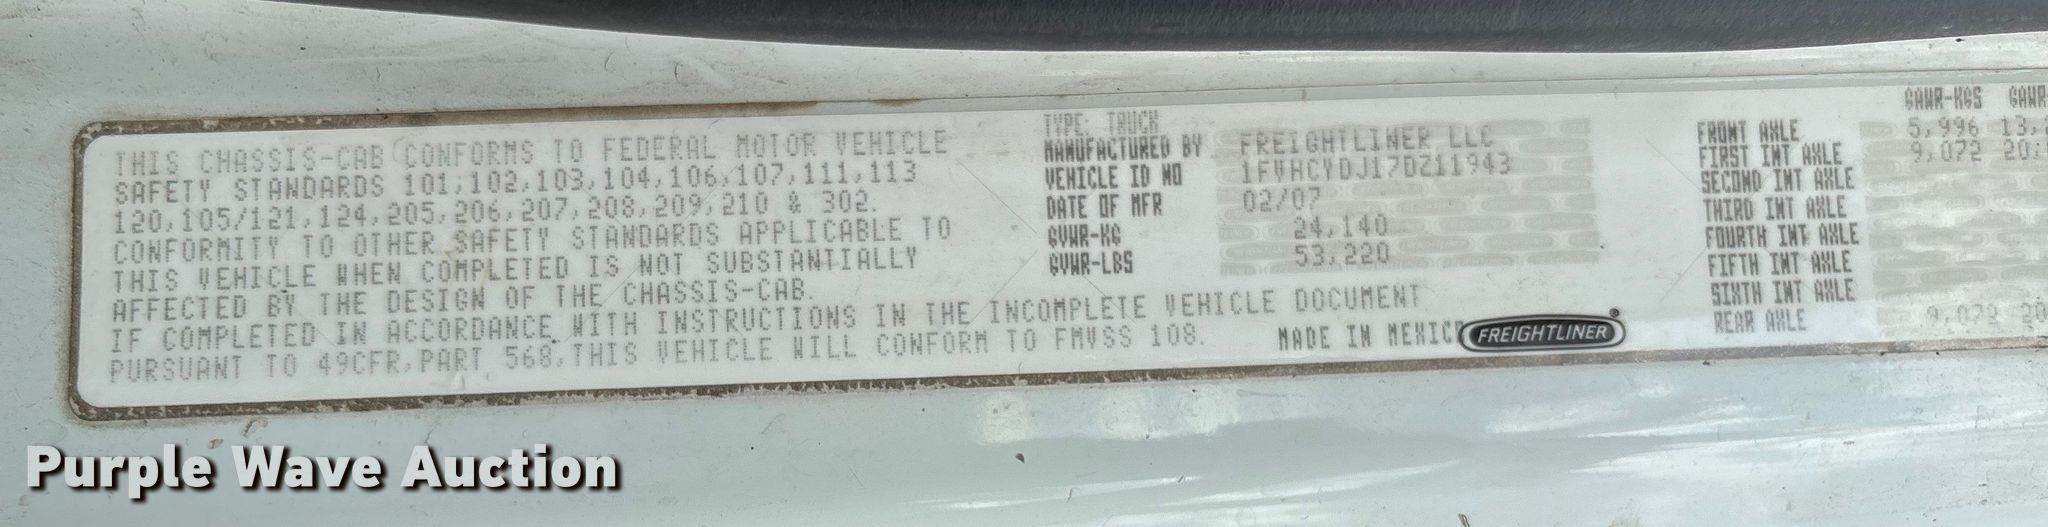 THIS CHASSIS-CAB CONFORMS TO FEDERAL MOTOR VEHICLE
SAFETY STANDARDS 101,102,103,104,106,107,111,113
120,105/121,124,205,206,207,208,209,210 & 302.
CONFORMITY TO OTHER SAFETY STANDARDS APPLICABLE TO
THIS VEHICLE WHEN COMPLETED IS NOT SUBSTANTIALLY
AFFECTED BY THE DESIGN OF THE CHASSIS-CAB.
IF COMPLETED IN ACCORDANCE WITH INSTRUCTIONS IN THE INCOMPLETE VEHICLE DOCUMENT
PURSUANT TO 49CFR,PART 568,THIS VEHICLE WILL CONFORM TO FMVSS 108.
TYPE: TRUCK
MANUFACTURED BY FREIGHTLINER LLC
VEHICLE ID NO 1FVHCYDJ17DZ11943
DATE OF MFR 02/07
GVWR-KG 24,140
GVWR-LBS 53,220
MADE IN MEXICO
FREIGHTLINER®
GAWR-KGS GAWR-
FRONT AXLE 5,996 13,
FIRST INT AXLE 9,072 20,
SECOND INT AXLE
THIRD INT AXLE
FOURTH INT AXLE
FIFTH INT AXLE
SIXTH INT AXLE
REAR AXLE 9,072 20
Purple Wave Auction